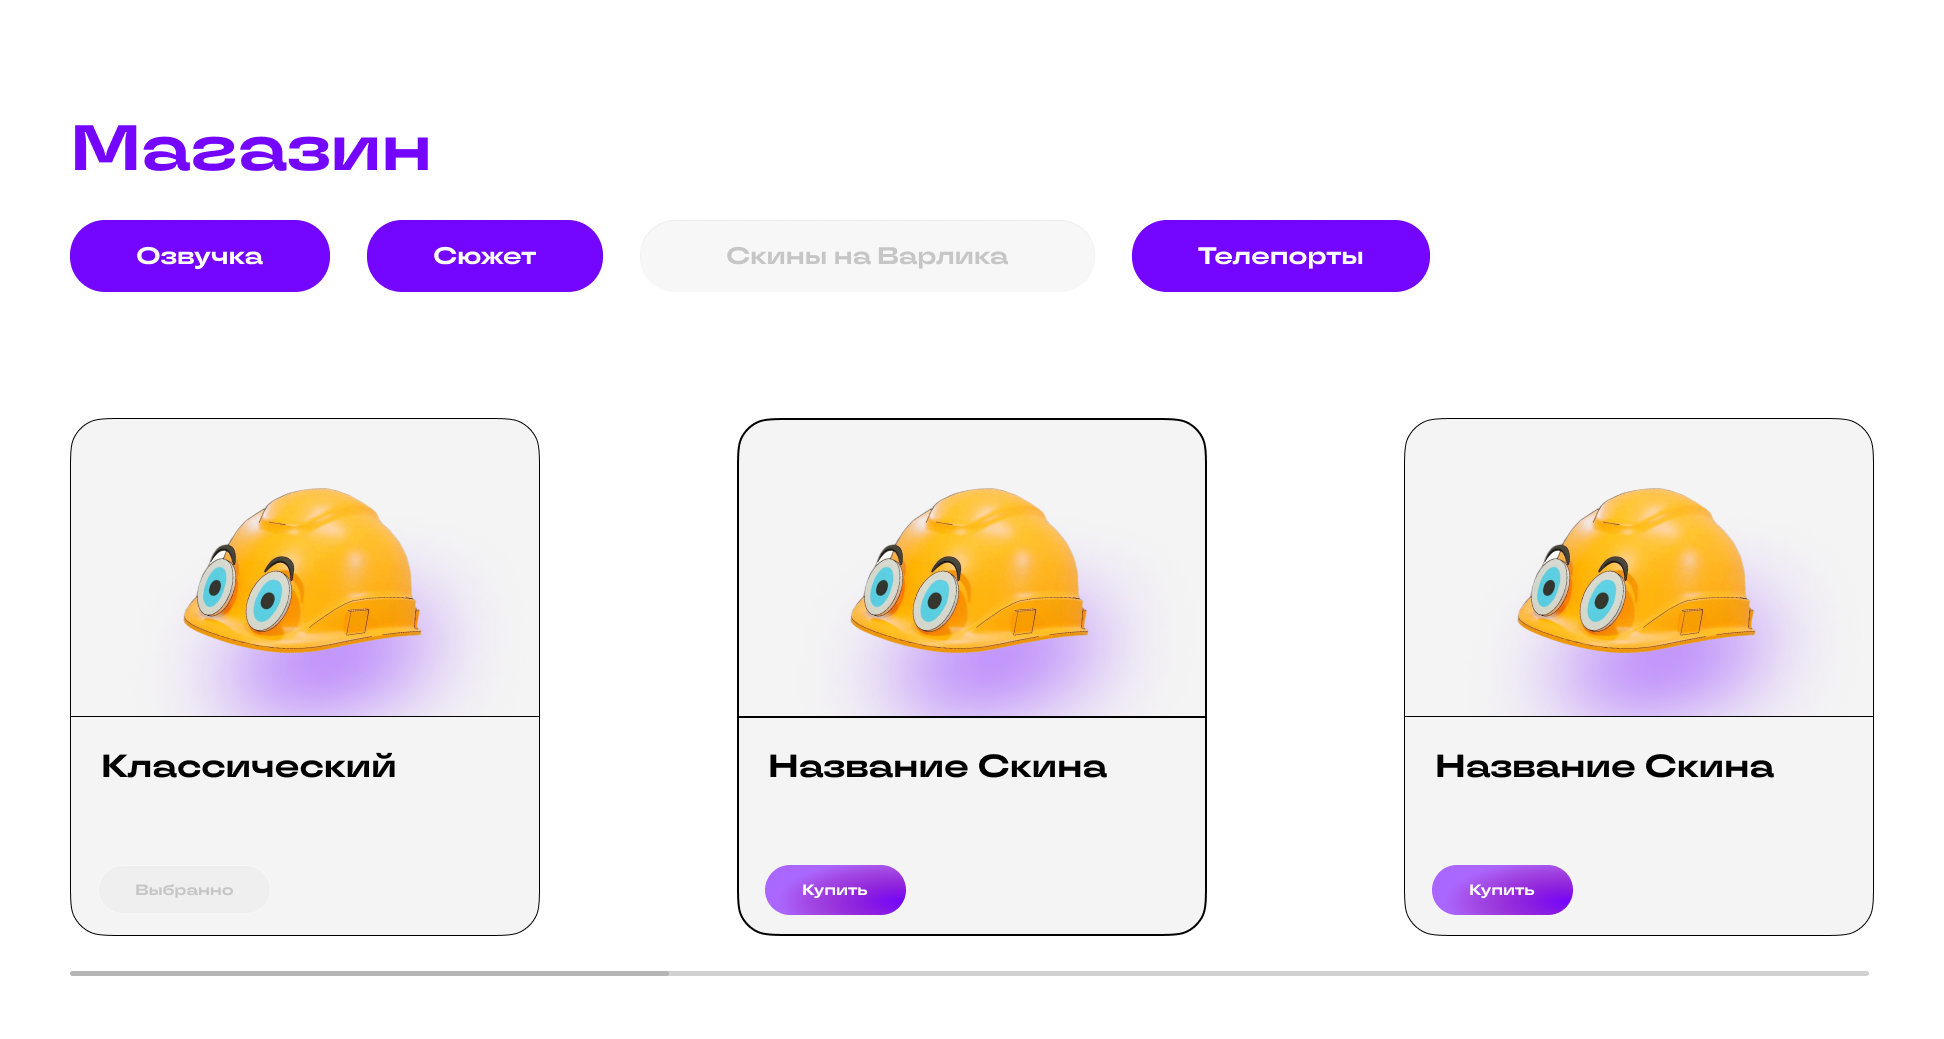 Магазин
Озвучка
Сюжет
Скины на Варлика
Телепорты
Классический
Название Скина
Название Скина
Выбранно
Купить
Купить